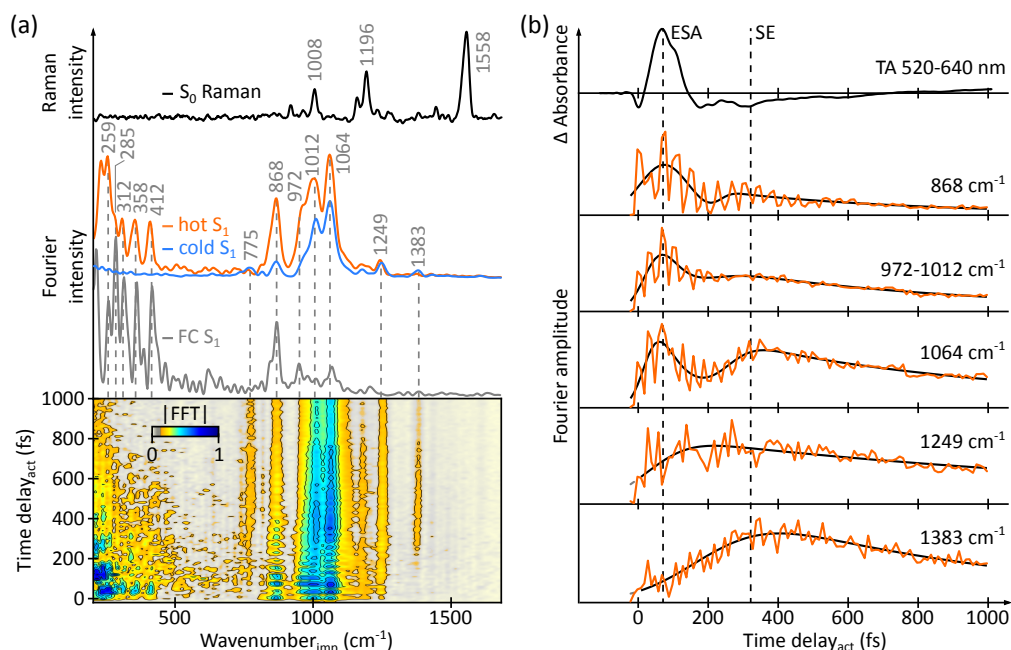 (a)
Raman
intensity
S₀ Raman
1008
1196
1558
Fourier
intensity
259
285
312
358
412
775
868
972
1012
1064
1249
1383
hot S₁
cold S₁
FC S₁
Time delay_act (fs)
1000
800
600
400
200
0
|FFT|
0 1
500 1000 1500
Wavenumber_imp (cm⁻¹)
(b)
Δ Absorbance
ESA SE
TA 520-640 nm
Fourier amplitude
868 cm⁻¹
972-1012 cm⁻¹
1064 cm⁻¹
1249 cm⁻¹
1383 cm⁻¹
0 200 400 600 800 1000
Time delay_act (fs)